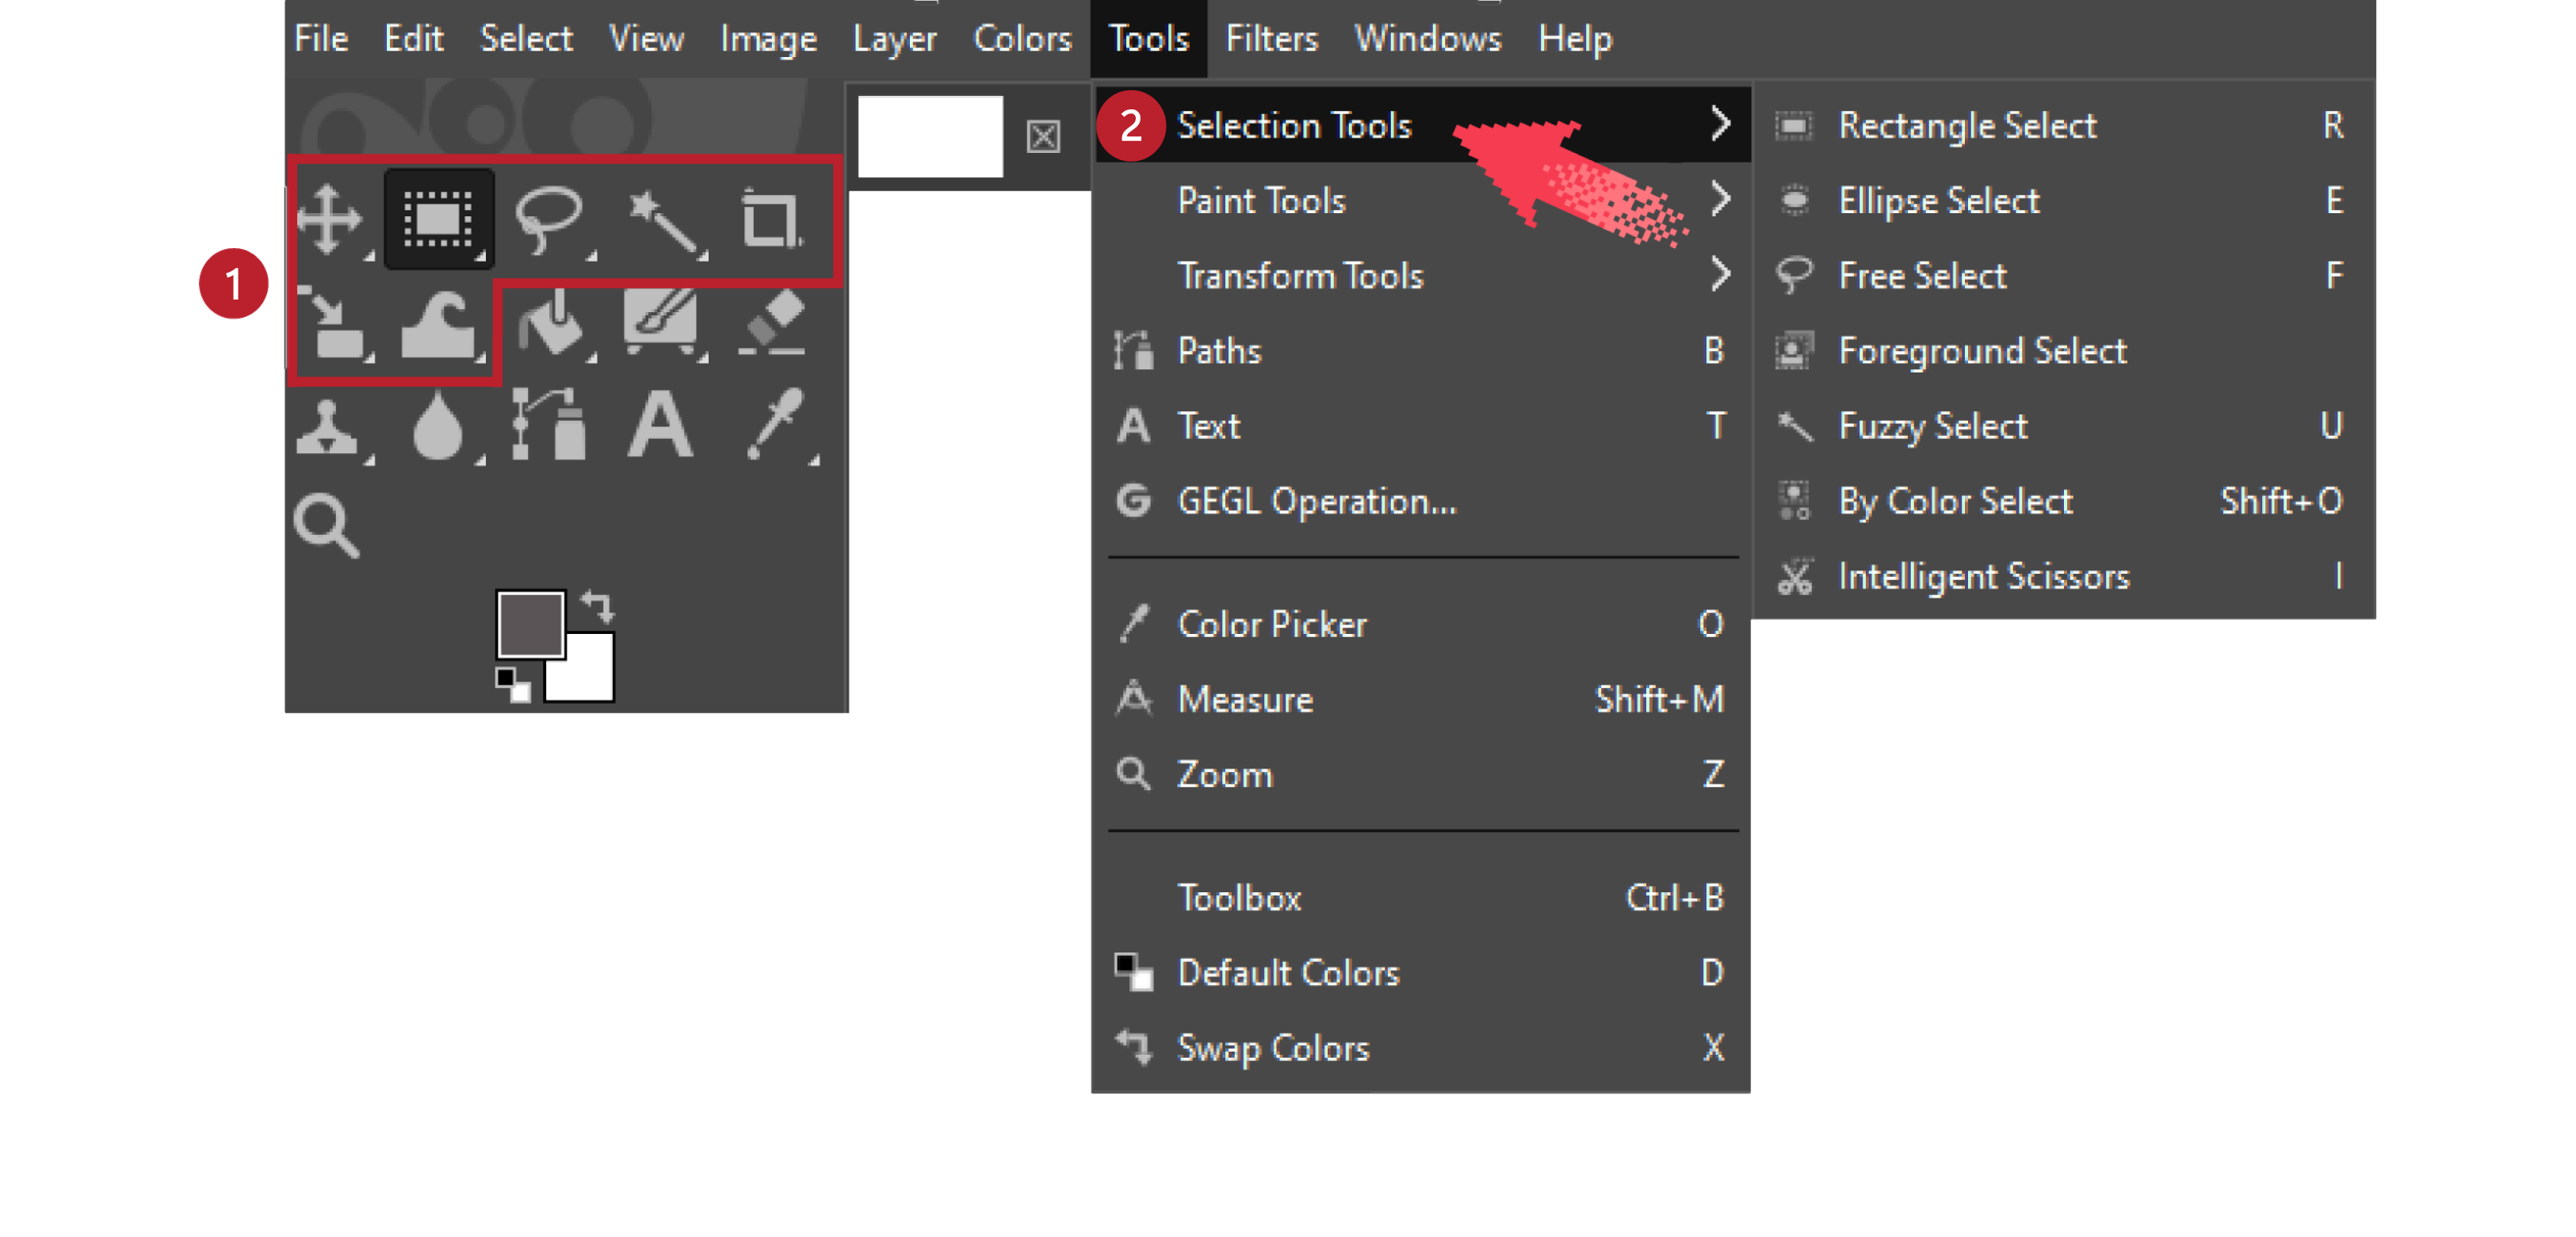 File Edit Select View Image Layer Colors Tools Filters Windows Help
1
2 Selection Tools
Paint Tools
Transform Tools
Paths B
Text T
GEGL Operation...
Color Picker O
Measure Shift+M
Zoom Z
Toolbox Ctrl+B
Default Colors D
Swap Colors X
Rectangle Select R
Ellipse Select E
Free Select F
Foreground Select
Fuzzy Select U
By Color Select Shift+O
Intelligent Scissors I